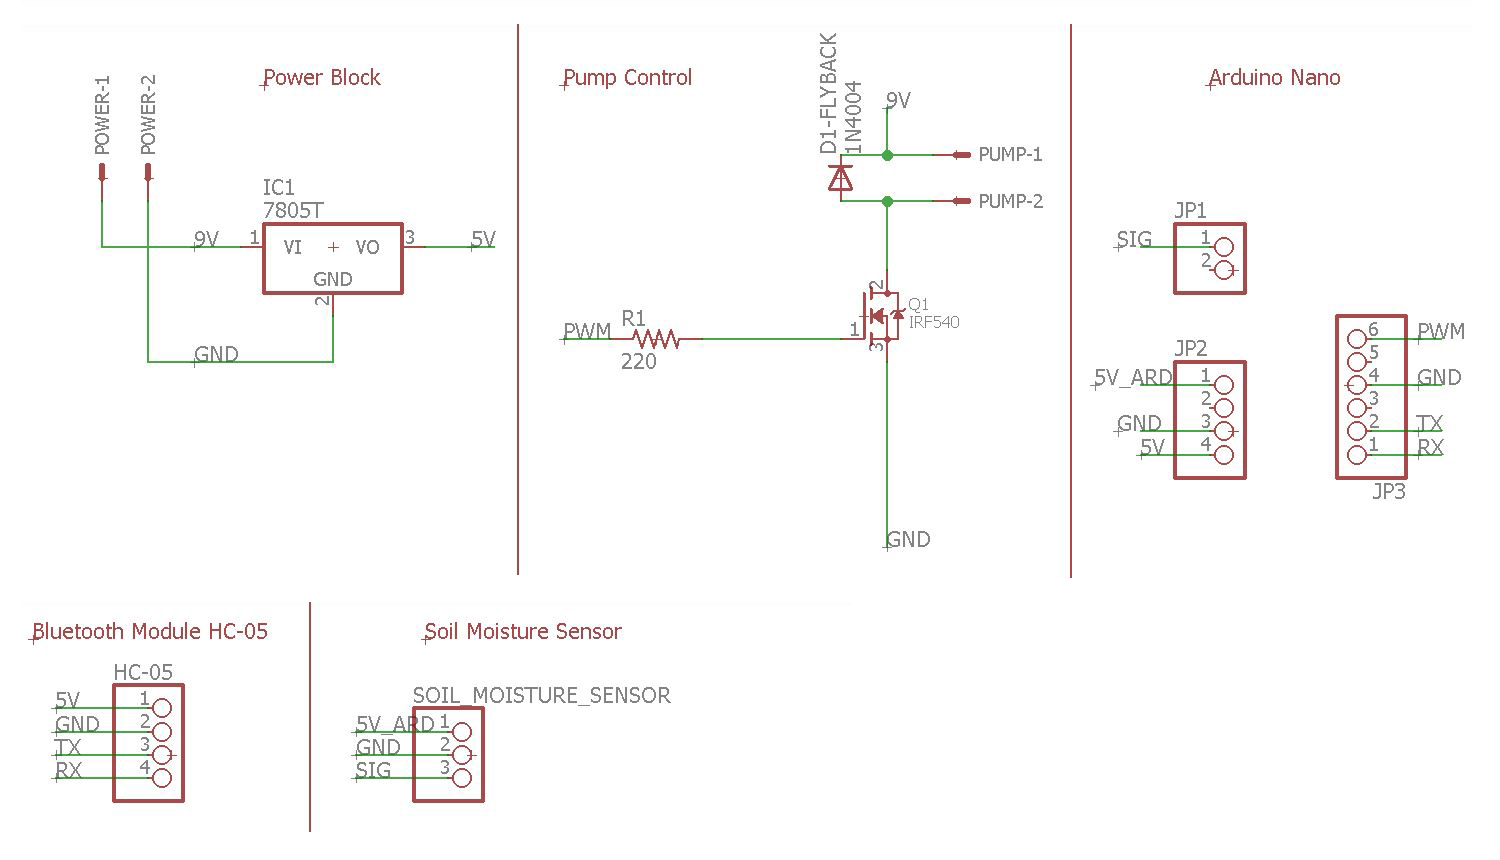 Power Block
POWER-1
POWER-2
IC1
7805T
9V
1
VI
VO
3
5V
GND
2
GND
Pump Control
D1-FLYBACK
1N4004
9V
PUMP-1
PUMP-2
2
Q1
IRF540
PWM
R1
220
1
3
GND
Arduino Nano
JP1
SIG
1
2
JP2
5V_ARD
1
2
GND
3
5V
4
6
PWM
5
4
GND
3
2
TX
1
RX
JP3
Bluetooth Module HC-05
HC-05
5V
1
GND
2
TX
3
RX
4
Soil Moisture Sensor
SOIL_MOISTURE_SENSOR
5V_ARD
1
GND
2
SIG
3